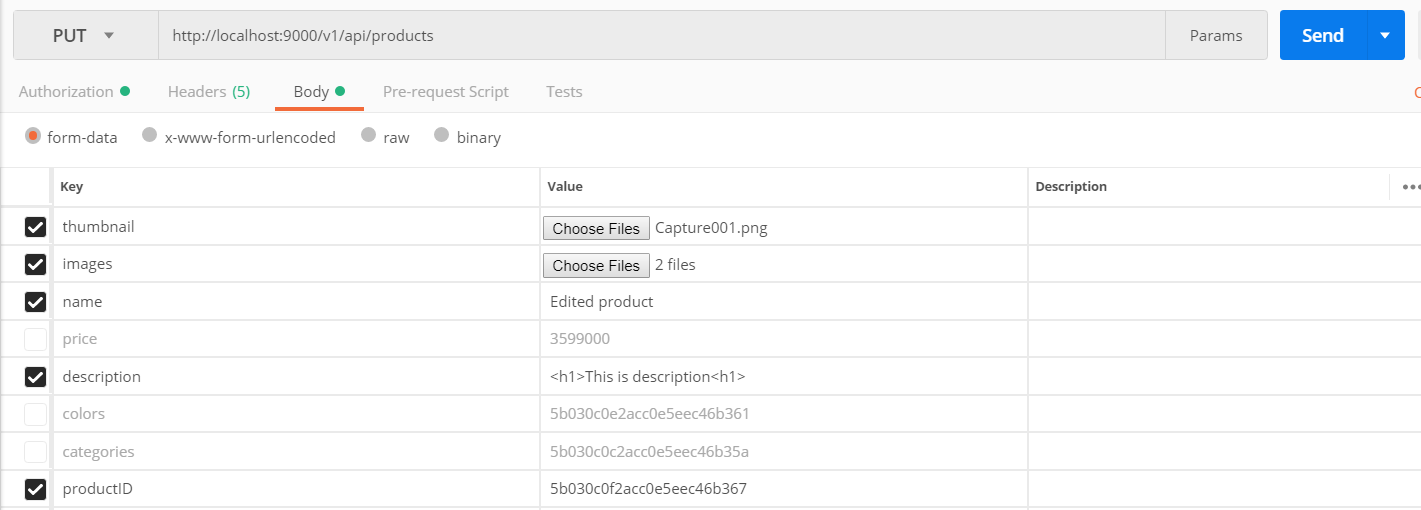 PUT http://localhost:9000/v1/api/products Params Send
Authorization Headers (5) Body Pre-request Script Tests
form-data x-www-form-urlencoded raw binary
Key Value Description
thumbnail Choose Files Capture001.png
images Choose Files 2 files
name Edited product
price 3599000
description <h1>This is description<h1>
colors 5b030c0e2acc0e5eec46b361
categories 5b030c0c2acc0e5eec46b35a
productID 5b030c0f2acc0e5eec46b367